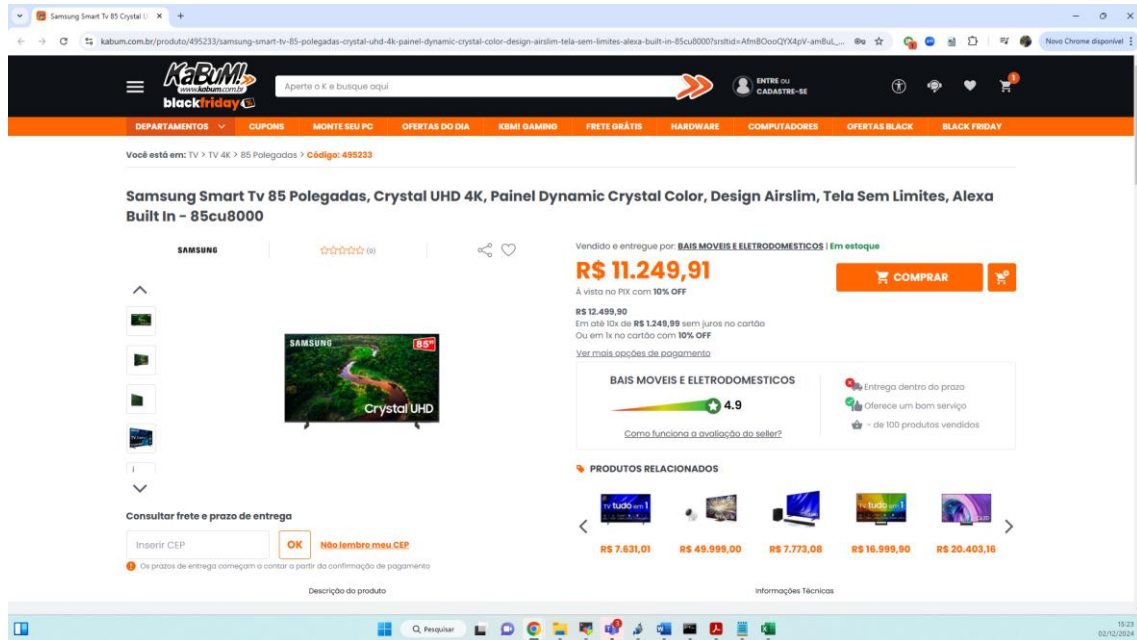 Samsung Smart Tv 85 Crystal U
kabum.com.br/produto/495233/samsung-smart-tv-85-polegadas-crystal-uhd-4k-painel-dynamic-crystal-color-design-airslim-tela-sem-limites-alexa-built-in-85cu8000?srsltid=
Novo Chrome disponível
KaBuM!
www.kabum.com.br
blackfriday
Aperte o K e busque aqui
ENTRE OU
CADASTRE-SE
DEPARTAMENTOS CUPONS MONTE SEU PC OFERTAS DO DIA KBM! GAMING FRETE GRÁTIS HARDWARE COMPUTADORES OFERTAS BLACK BLACK FRIDAY
Você está em: TV > TV 4K > 85 Polegadas > Código: 495233
Samsung Smart Tv 85 Polegadas, Crystal UHD 4K, Painel Dynamic Crystal Color, Design Airslim, Tela Sem Limites, Alexa
Built In - 85cu8000
SAMSUNG
(0)
Vendido e entregue por: BAIS MOVEIS E ELETRODOMESTICOS | Em estoque
R$ 11.249,91
À vista no PIX com 10% OFF
COMPRAR
R$ 12.499,90
Em até 10x de R$ 1.249,99 sem juros no cartão
Ou em 1x no cartão com 10% OFF
Ver mais opções de pagamento
SAMSUNG
85"
Crystal UHD
BAIS MOVEIS E ELETRODOMESTICOS
4.9
Como funciona a avaliação do seller?
Entrega dentro do prazo
Oferece um bom serviço
- de 100 produtos vendidos
PRODUTOS RELACIONADOS
TV tudo em 1
R$ 7.631,01 R$ 49.999,00 R$ 7.773,08 R$ 16.999,90 R$ 20.403,16
Consultar frete e prazo de entrega
Inserir CEP OK Não lembro meu CEP
Os prazos de entrega começam a contar a partir da confirmação de pagamento
Descrição do produto
Informações Técnicas
Pesquisar
15:23
02/12/2024